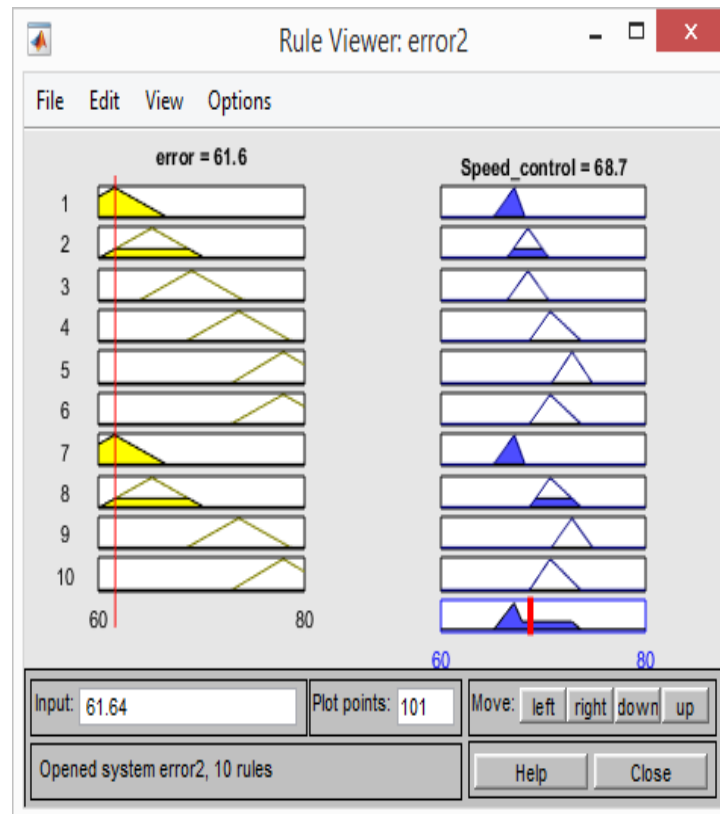 Rule Viewer: error2
File Edit View Options
error = 61.6
Speed_control = 68.7
1
2
3
4
5
6
7
8
9
10
60 80
60 80
Input: 61.64
Plot points: 101
Move: left right down up
Opened system error2, 10 rules
Help Close